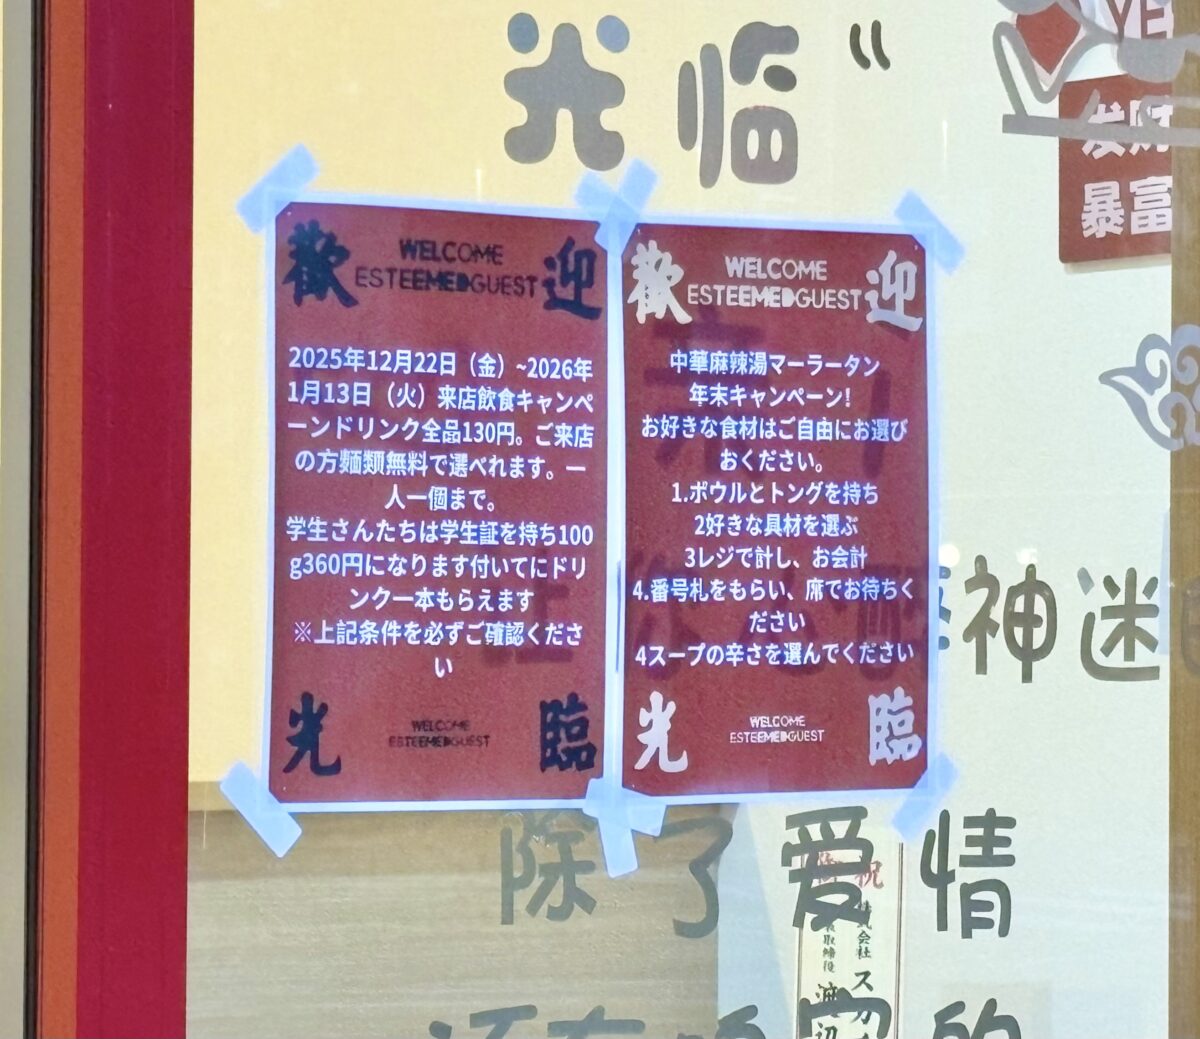 光临“
发财
暴富
歡 WELCOME 迎
ESTEEMEDGUEST
2025年12月22日（金）~2026年
1月13日（火）来店飲食キャンペ
ーンドリンク全品130円。ご来店
の方麺類無料で選べれます。一
人一個まで。
学生さんたちは学生証を持ち100
g360円になります付いてにドリ
ンク一本もらえます
※上記条件を必ずご確認くださ
い
光 WELCOME 臨
ESTEEMEDGUEST
歡 WELCOME 迎
ESTEEMEDGUEST
中華麻辣湯マーラータン
年末キャンペーン!
お好きな食材はご自由にお選び
おください。
1.ボウルとトングを持ち
2好きな具材を選ぶ
3レジで計し、お会計
4.番号札をもらい、席でお待ちく
ださい
4スープの辛さを選んでください
光 WELCOME 臨
ESTEEMEDGUEST
神迷
除了爱情
祝
株式会社
取締役